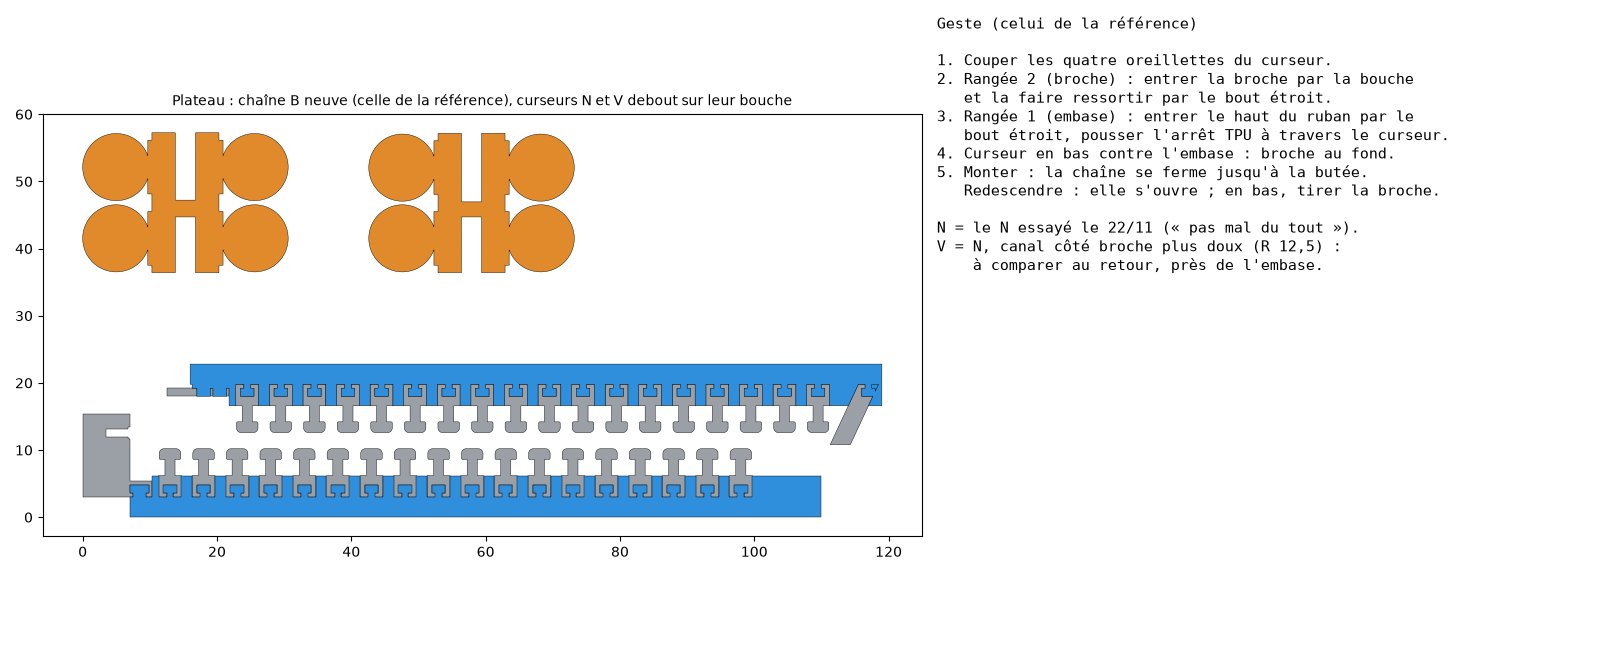 Plateau : chaîne B neuve (celle de la référence), curseurs N et V debout sur leur bouche
60
50
40
30
20
10
0
0 20 40 60 80 100 120
Geste (celui de la référence)
1. Couper les quatre oreillettes du curseur.
2. Rangée 2 (broche) : entrer la broche par la bouche
et la faire ressortir par le bout étroit.
3. Rangée 1 (embase) : entrer le haut du ruban par le
bout étroit, pousser l'arrêt TPU à travers le curseur.
4. Curseur en bas contre l'embase : broche au fond.
5. Monter : la chaîne se ferme jusqu'à la butée.
Redescendre : elle s'ouvre ; en bas, tirer la broche.
N = le N essayé le 22/11 (« pas mal du tout »).
V = N, canal côté broche plus doux (R 12,5) :
à comparer au retour, près de l'embase.